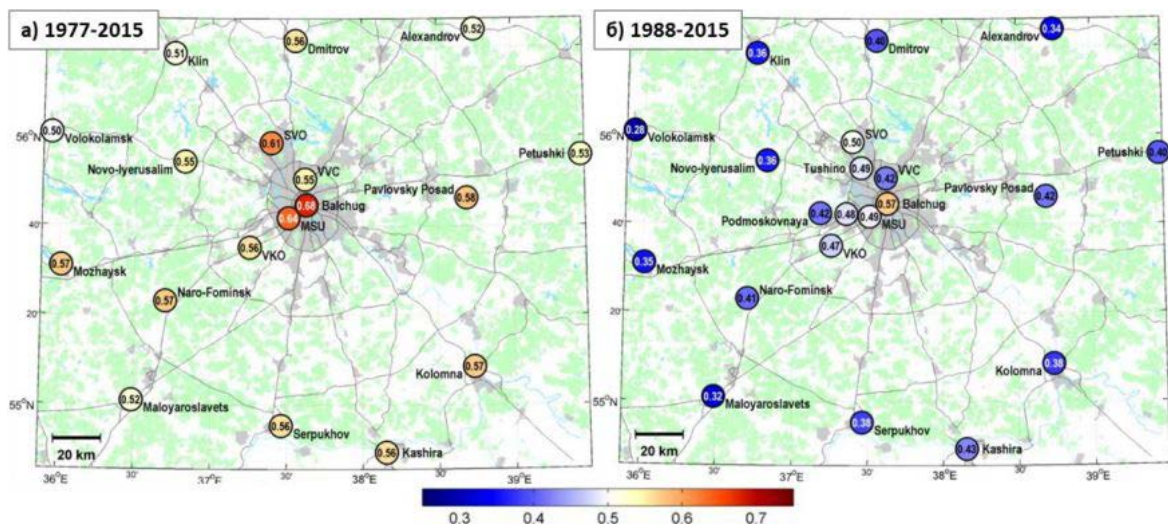 а) 1977-2015
0.52
Alexandrov
0.56
Dmitrov
0.51
Klin
0.50
Volokolamsk
56°N
SVO
0.61
0.55
Novo-Iyerusalim
VVC
0.55
0.53
Petushki
Pavlovsky Posad
0.58
0.68
Balchug
0.64
MSU
40'
0.56
VKO
0.57
Mozhaysk
Naro-Fominsk
0.57
20'
Kolomna
0.57
55°N
0.52
Maloyaroslavets
0.56
Serpukhov
0.56
Kashira
20 km
36°E
30'
37°E
30'
38°E
30'
39°E
б) 1988-2015
0.34
Alexandrov
0.40
Dmitrov
0.36
Klin
0.28
Volokolamsk
56°N
SVO
0.50
0.36
Novo-Iyerusalim
Tushino
0.49
VVC
0.42
0.40
Petushki
Pavlovsky Posad
0.42
0.57
Balchug
Podmoskovnaya
0.42
0.48
0.49
MSU
40'
0.47
VKO
0.35
Mozhaysk
Naro-Fominsk
0.41
20'
Kolomna
0.38
55°N
0.32
Maloyaroslavets
0.38
Serpukhov
0.43
Kashira
20 km
36°E
30'
37°E
30'
38°E
30'
39°E
0.3 0.4 0.5 0.6 0.7